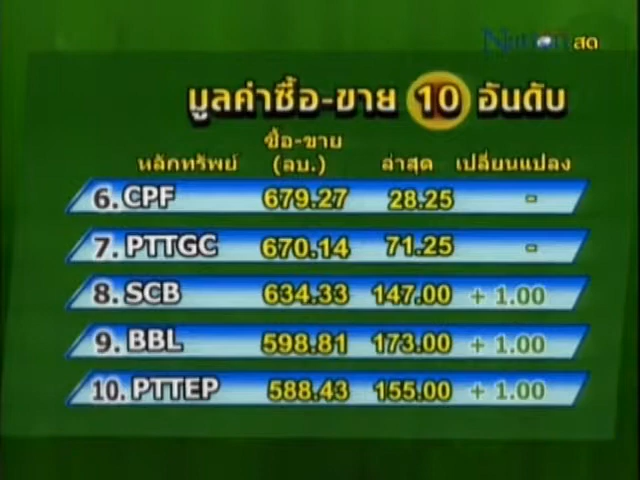 Nation สด
มูลค่าซื้อ-ขาย 10 อันดับ
หลักทรัพย์ ซื้อ-ขาย (ลบ.) ล่าสุด เปลี่ยนแปลง
6. CPF 679.27 28.25 -
7. PTTGC 670.14 71.25 -
8. SCB 634.33 147.00 + 1.00
9. BBL 598.81 173.00 + 1.00
10. PTTEP 588.43 155.00 + 1.00